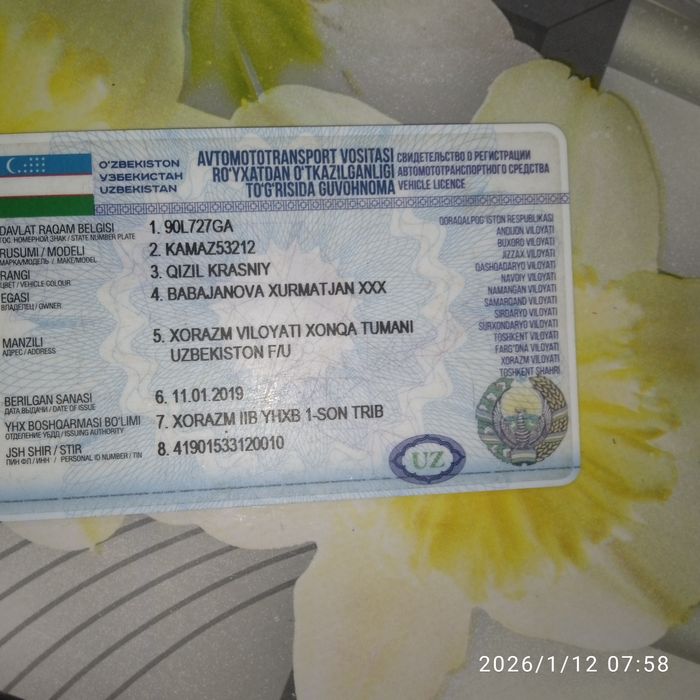 O'ZBEKISTON
УЗБЕКИСТАН
UZBEKISTAN
AVTOMOTOTRANSPORT VOSITASI
RO'YXATDAN O'TKAZILGANLIGI
TO'G'RISIDA GUVOHNOMA
СВИДЕТЕЛЬСТВО О РЕГИСТРАЦИИ
АВТОМОТОТРАНСПОРТНОГО СРЕДСТВА
VEHICLE LICENCE
DAVLAT RAQAM BELGISI
ГОС. НОМЕРНОЙ ЗНАК / STATE NUMBER PLATE
1. 90L727GA
RUSUMI / MODELI
МАРКА/МОДЕЛЬ / MAKE/MODEL
2. KAMAZ53212
RANGI
ЦВЕТ / VEHICLE COLOUR
3. QIZIL KRASNIY
EGASI
ВЛАДЕЛЕЦ / OWNER
4. BABAJANOVA XURMATJAN XXX
MANZILI
АДРЕС / ADDRESS
5. XORAZM VILOYATI XONQA TUMANI
UZBEKISTON F/U
BERILGAN SANASI
ДАТА ВЫДАЧИ / DATE OF ISSUE
6. 11.01.2019
YHX BOSHQARMASI BO'LIMI
ОТДЕЛЕНИЕ УБДД / ISSUING AUTHORITY
7. XORAZM IIB YHXB 1-SON TRIB
JSH SHIR / STIR
ПИН ФЛ / ИНН / PERSONAL ID NUMBER / TIN
8. 41901533120010
QORAQALPOG'ISTON RESPUBLIKASI
ANDIJON VILOYATI
BUXORO VILOYATI
JIZZAX VILOYATI
QASHQADARYO VILOYATI
NAVOIY VILOYATI
NAMANGAN VILOYATI
SAMARQAND VILOYATI
SIRDARYO VILOYATI
SURXONDARYO VILOYATI
TOSHKENT VILOYATI
FARG'ONA VILOYATI
XORAZM VILOYATI
TOSHKENT SHAHRI
UZ
2026/1/12 07:58